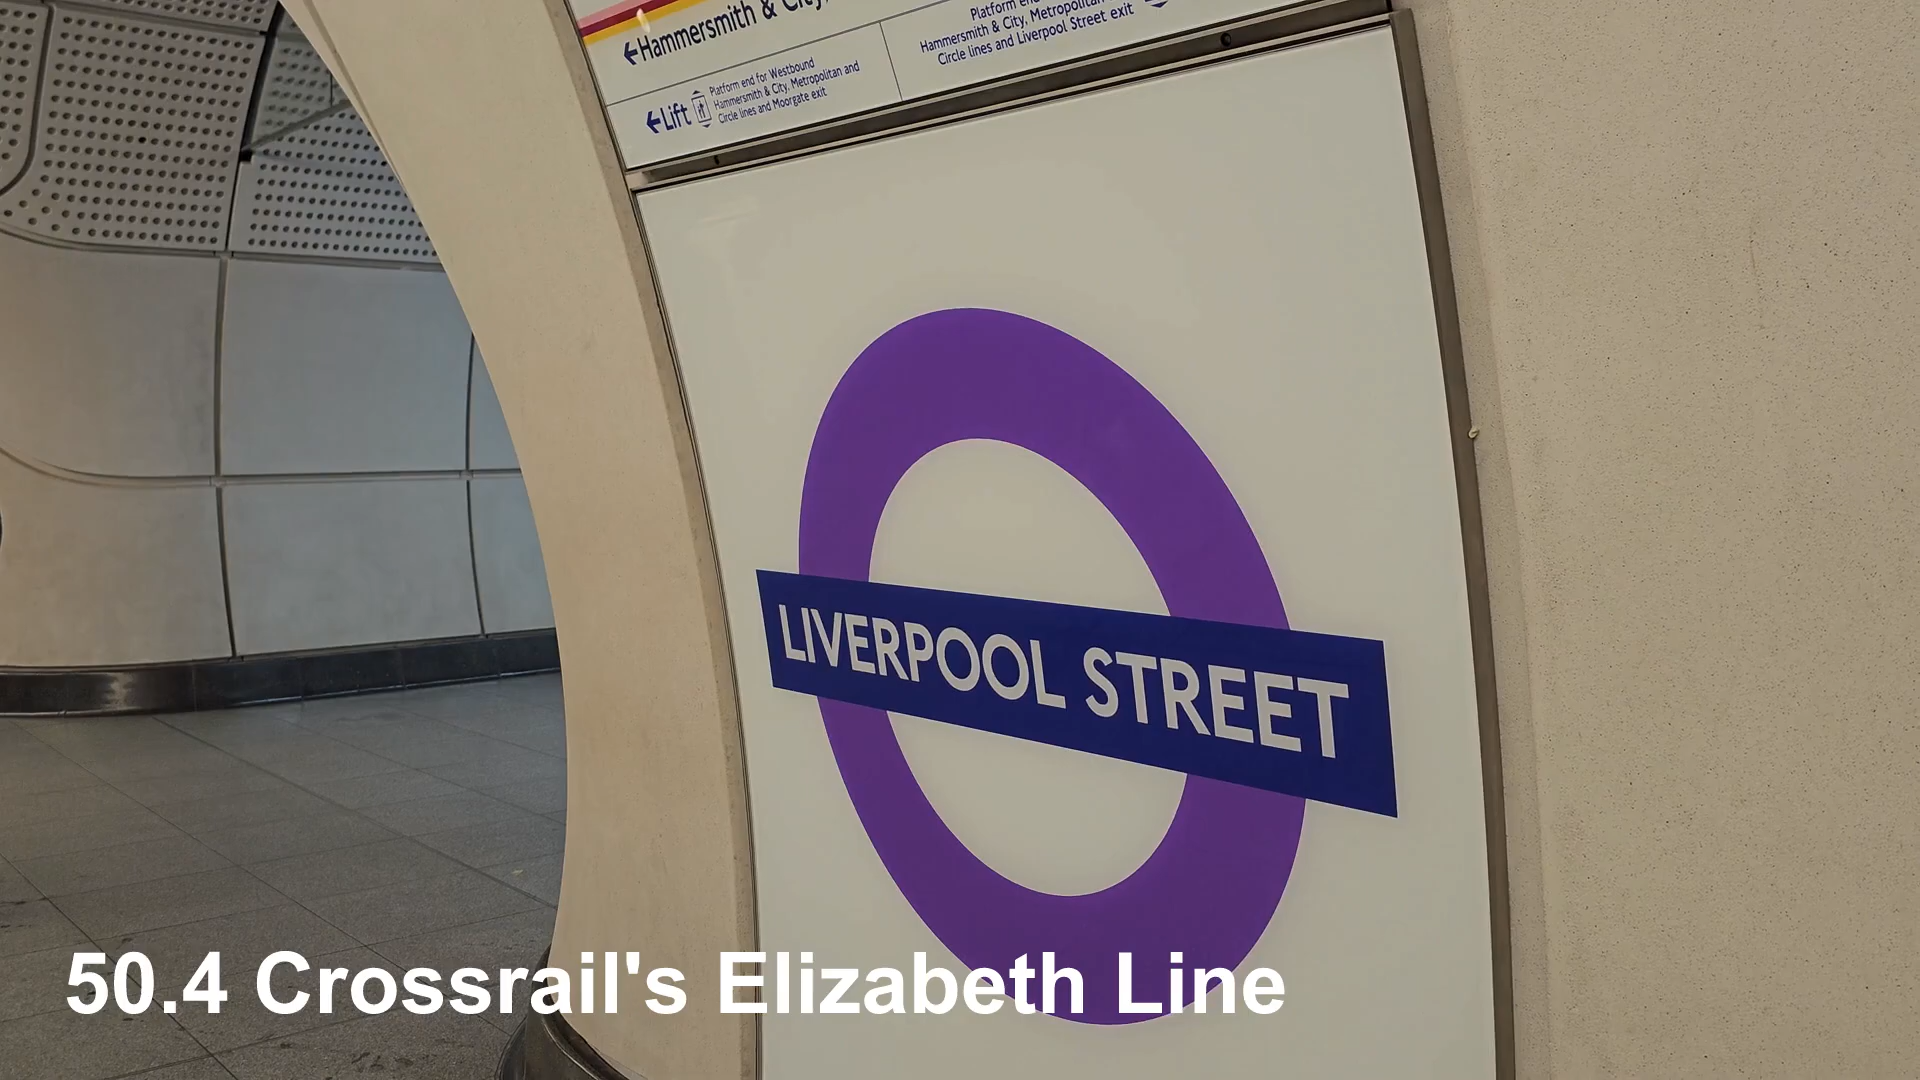 ←Hammersmith & City,
Platform end
Hammersmith & City, Metropolitan
Circle lines and Liverpool Street exit
←Lift
Platform end for Westbound
Hammersmith & City, Metropolitan and
Circle lines and Moorgate exit
LIVERPOOL STREET
50.4 Crossrail's Elizabeth Line